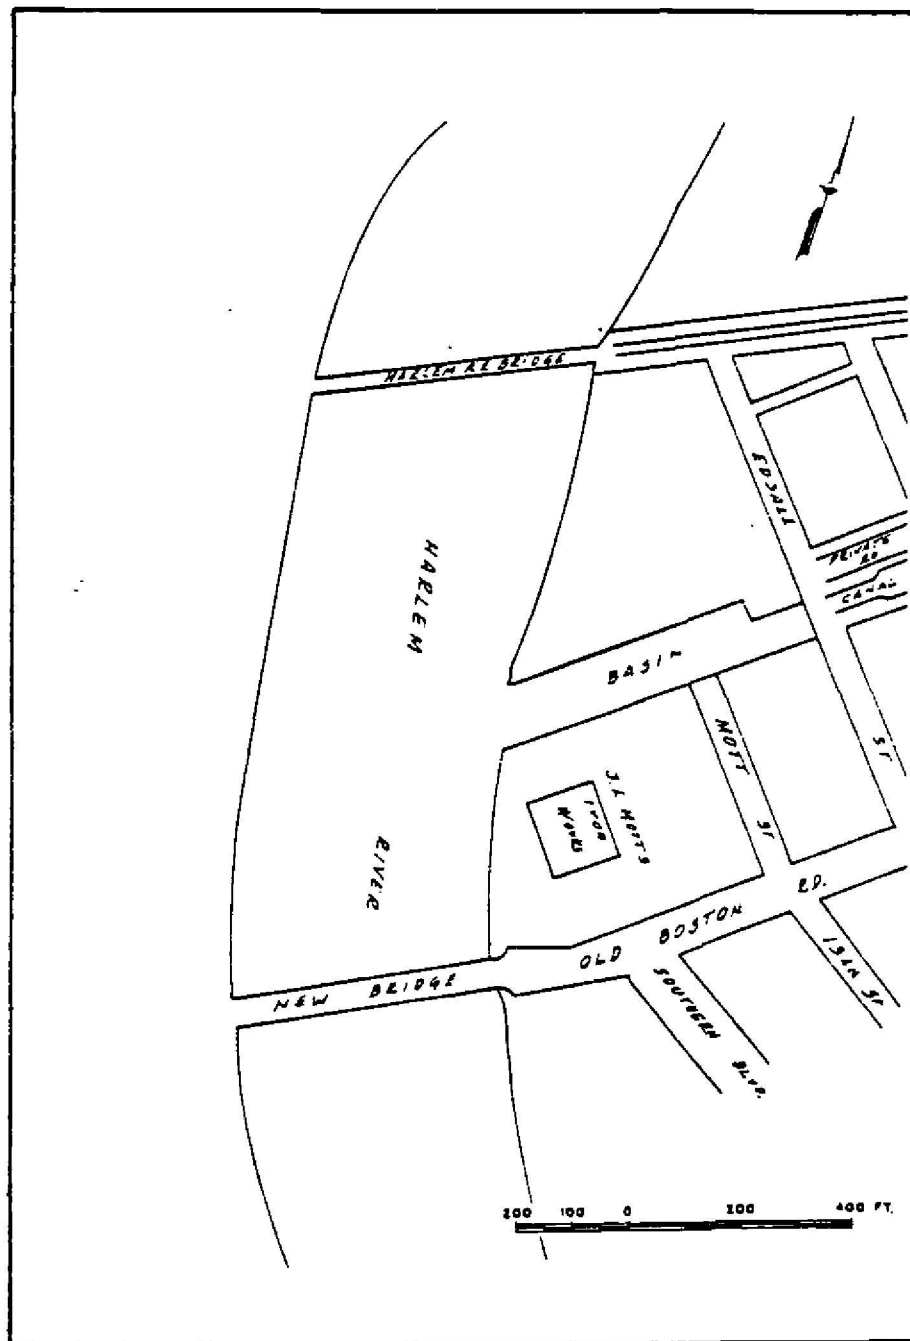 HARLEM RR BRIDGE
EDSALL
ST
PRIVATE
RD
CANAL
HARLEM
RIVER
BASIN
MOTT
ST
J.L MOTTS
IRON
WORKS
OLD BOSTON RD.
NEW BRIDGE
SOUTHERN
BLVD.
134th ST
200 100 0 200 400 FT.